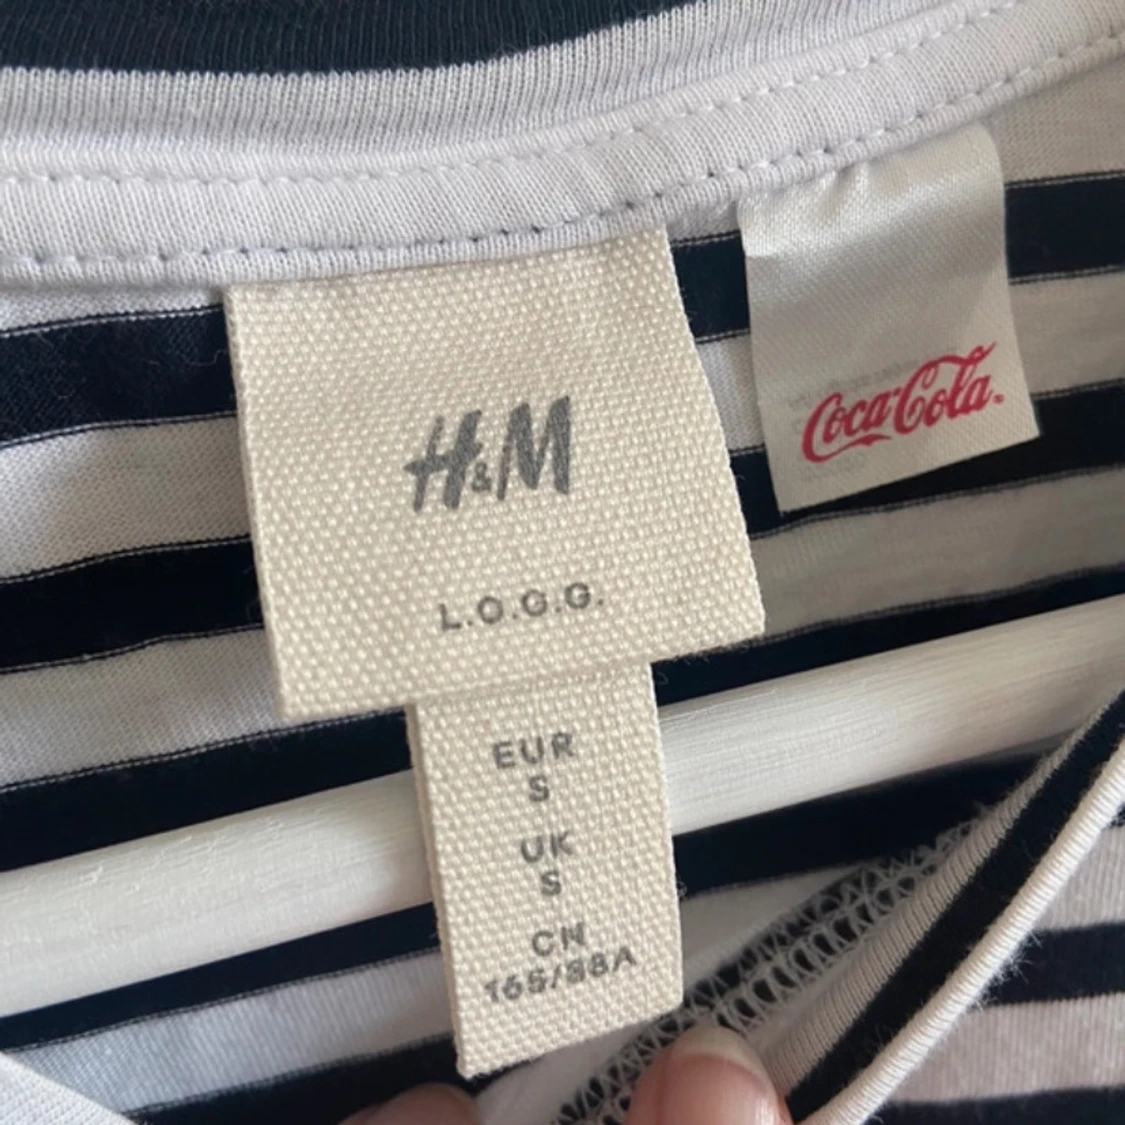 H&M
L.O.G.G.
EUR
S
UK
S
CN
165/88A
Coca-Cola